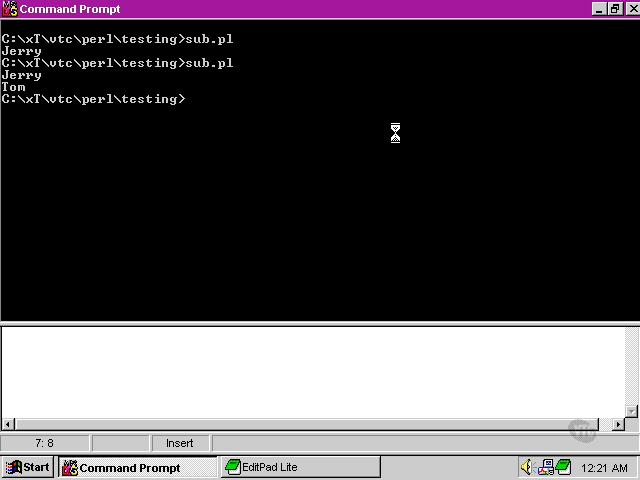 Command Prompt
C:\xT\vtc\perl\testing>sub.pl
Jerry
C:\xT\vtc\perl\testing>sub.pl
Jerry
Tom
C:\xT\vtc\perl\testing>
7: 8
Insert
Start
Command Prompt
EditPad Lite
12:21 AM